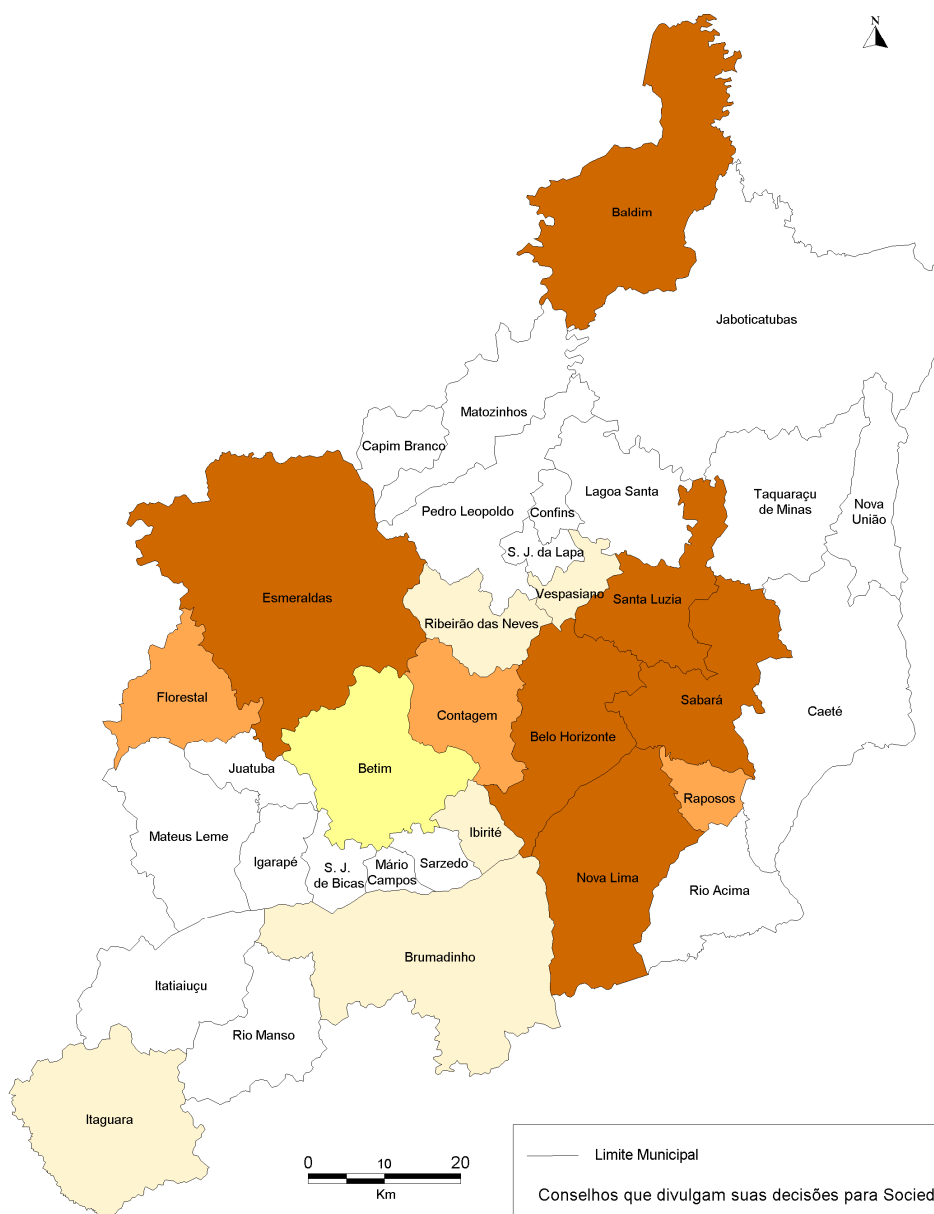 N
Baldim
Jaboticatubas
Matozinhos
Capim Branco
Lagoa Santa
Taquaraçu
de Minas
Nova
União
Pedro Leopoldo
Confins
S. J. da Lapa
Vespasiano
Esmeraldas
Santa Luzia
Ribeirão das Neves
Florestal
Sabará
Contagem
Caeté
Belo Horizonte
Juatuba
Betim
Raposos
Mateus Leme
Ibirité
Igarapé
S. J.
de Bicas
Mário
Campos
Sarzedo
Nova Lima
Rio Acima
Brumadinho
Itatiaiuçu
Rio Manso
Itaguara
0 10 20
Km
Limite Municipal
Conselhos que divulgam suas decisões para Socied